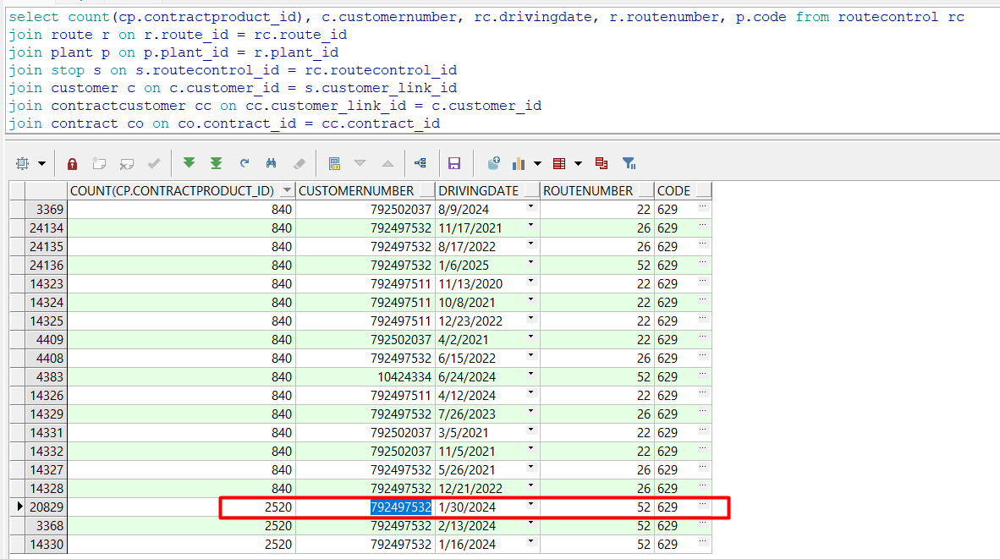 select count(cp.contractproduct_id), c.customernumber, rc.drivingdate, r.routenumber, p.code from routecontrol rc
join route r on r.route_id = rc.route_id
join plant p on p.plant_id = r.plant_id
join stop s on s.routecontrol_id = rc.routecontrol_id
join customer c on c.customer_id = s.customer_link_id
join contractcustomer cc on cc.customer_link_id = c.customer_id
join contract co on co.contract_id = cc.contract_id
COUNT(CP.CONTRACTPRODUCT_ID) CUSTOMERNUMBER DRIVINGDATE ROUTENUMBER CODE
3369 840 792502037 8/9/2024 22 629 ...
24134 840 792497532 11/17/2021 26 629 ...
24135 840 792497532 8/17/2022 26 629 ...
24136 840 792497532 1/6/2025 52 629 ...
14323 840 792497511 11/13/2020 22 629 ...
14324 840 792497511 10/8/2021 22 629 ...
14325 840 792497511 12/23/2022 22 629 ...
4409 840 792502037 4/2/2021 22 629 ...
4408 840 792497532 6/15/2022 26 629 ...
4383 840 10424334 6/24/2024 52 629 ...
14326 840 792497511 4/12/2024 22 629 ...
14329 840 792497532 7/26/2023 26 629 ...
14331 840 792502037 3/5/2021 22 629 ...
14332 840 792502037 11/5/2021 22 629 ...
14327 840 792497532 5/26/2021 26 629 ...
14328 840 792497532 12/21/2022 26 629 ...
20829 2520 792497532 1/30/2024 52 629 ...
3368 2520 792497532 2/13/2024 52 629 ...
14330 2520 792497532 1/16/2024 52 629 ...